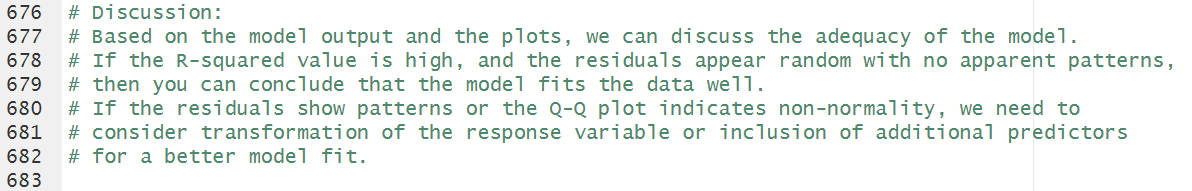 676 # Discussion:
677 # Based on the model output and the plots, we can discuss the adequacy of the model.
678 # If the R-squared value is high, and the residuals appear random with no apparent patterns,
679 # then you can conclude that the model fits the data well.
680 # If the residuals show patterns or the Q-Q plot indicates non-normality, we need to
681 # consider transformation of the response variable or inclusion of additional predictors
682 # for a better model fit.
683